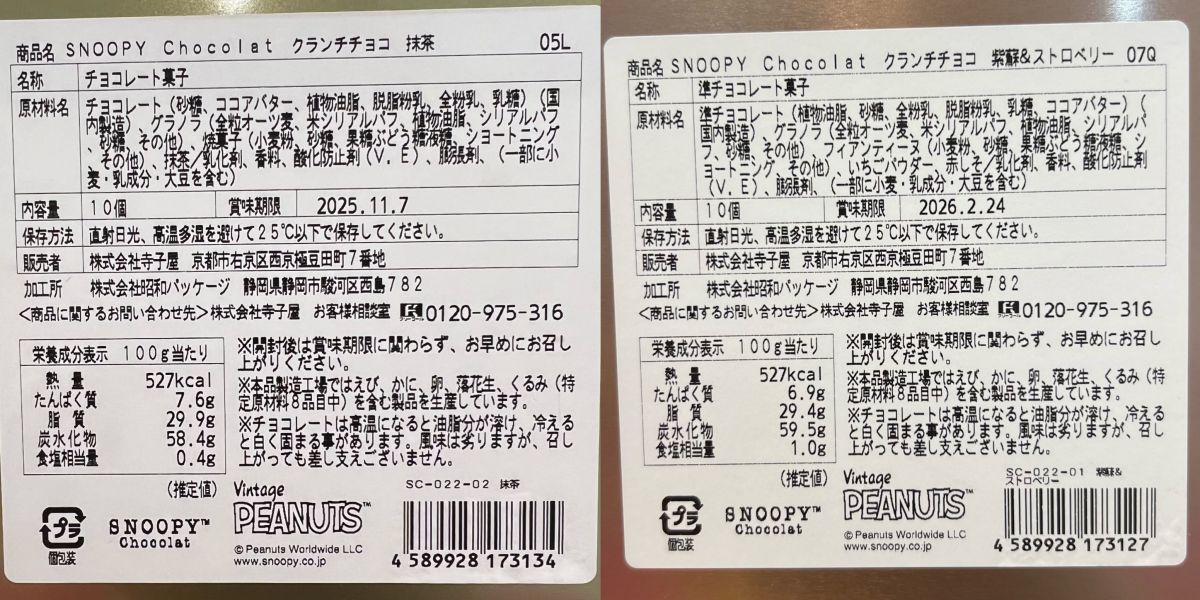 商品名 SNOOPY Chocolat クランチチョコ 抹茶 05L
名称 チョコレート菓子
原材料名 チョコレート(砂糖、ココアバター、植物油脂、脱脂粉乳、全粉乳、乳糖)(国
内製造)、グラノラ(全粒オーツ麦、米シリアルパフ、植物油脂、シリアルパフ
、砂糖、その他)、焼菓子(小麦粉、砂糖、果糖ぶどう糖液糖、ショートニング
、その他)、抹茶/乳化剤、香料、酸化防止剤(V.E)、膨張剤、(一部に小
麦・乳成分・大豆を含む)
内容量 10個 賞味期限 2025.11.7
保存方法 直射日光、高温多湿を避けて25℃以下で保存してください。
販売者 株式会社寺子屋 京都市右京区西京極豆田町7番地
加工所 株式会社昭和パッケージ 静岡県静岡市駿河区西島782
<商品に関するお問い合わせ先>株式会社寺子屋 お客様相談室 0120-975-316
栄養成分表示 100g当たり
熱量 527kcal
たんぱく質 7.6g
脂質 29.9g
炭水化物 58.4g
食塩相当量 0.4g
(推定値)
※開封後は賞味期限に関わらず、お早めにお召し
上がりください。
※本品製造工場ではえび、かに、卵、落花生、くるみ(特
定原材料8品目中)を含む製品を生産しています。
※チョコレートは高温になると油脂分が溶け、冷える
と白く固まる事があります。風味は劣りますが、召し
上がっても差し支えございません。
プラ
個包装
SNOOPY™
Chocolat
Vintage
PEANUTS™
© Peanuts Worldwide LLC
www.snoopy.co.jp
SC-022-02 抹茶
4 589928 173134
商品名 SNOOPY Chocolat クランチチョコ 紫蘇&ストロベリー 07Q
名称 準チョコレート菓子
原材料名 準チョコレート(植物油脂、砂糖、全粉乳、脱脂粉乳、乳糖、ココアバター)(
国内製造)、グラノラ(全粒オーツ麦、米シリアルパフ、植物油脂、シリアルパ
フ、砂糖、その他)、フイアンティーヌ(小麦粉、砂糖、果糖ぶどう糖液糖、シ
ョートニング、その他)、いちごパウダー、赤しそ/乳化剤、香料、酸化防止剤
(V.E)、膨張剤、(一部に小麦・乳成分・大豆を含む)
内容量 10個 賞味期限 2026.2.24
保存方法 直射日光、高温多湿を避けて25℃以下で保存してください。
販売者 株式会社寺子屋 京都市右京区西京極豆田町7番地
加工所 株式会社昭和パッケージ 静岡県静岡市駿河区西島782
<商品に関するお問い合わせ先>株式会社寺子屋 お客様相談室 0120-975-316
栄養成分表示 100g当たり
熱量 527kcal
たんぱく質 6.9g
脂質 29.4g
炭水化物 59.5g
食塩相当量 1.0g
(推定値)
※開封後は賞味期限に関わらず、お早めにお召し
上がりください。
※本品製造工場ではえび、かに、卵、落花生、くるみ(特
定原材料8品目中)を含む製品を生産しています。
※チョコレートは高温になると油脂分が溶け、冷える
と白く固まる事があります。風味は劣りますが、召し
上がっても差し支えございません。
プラ
個包装
SNOOPY™
Chocolat
Vintage
PEANUTS™
© Peanuts Worldwide LLC
www.snoopy.co.jp
SC-022-01 紫蘇&
ストロベリー
4 589928 173127